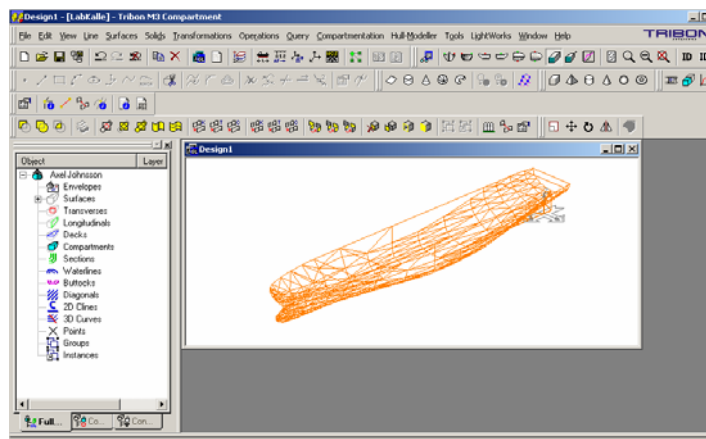 Design1 - [LabKalle] - Tribon M3 Compartment
File Edit View Line Surfaces Solids Transformations Operations Query Compartmentation Hull-Modeller Tools LightWorks Window Help
TRIBON
ID
Design1
Object Layer
Axel Johnsson
Envelopes
Surfaces
Transverses
Longitudinals
Decks
Compartments
Sections
Waterlines
Buttocks
Diagonals
2D Clines
3D Curves
Points
Groups
Instances
Full... Co... Con...